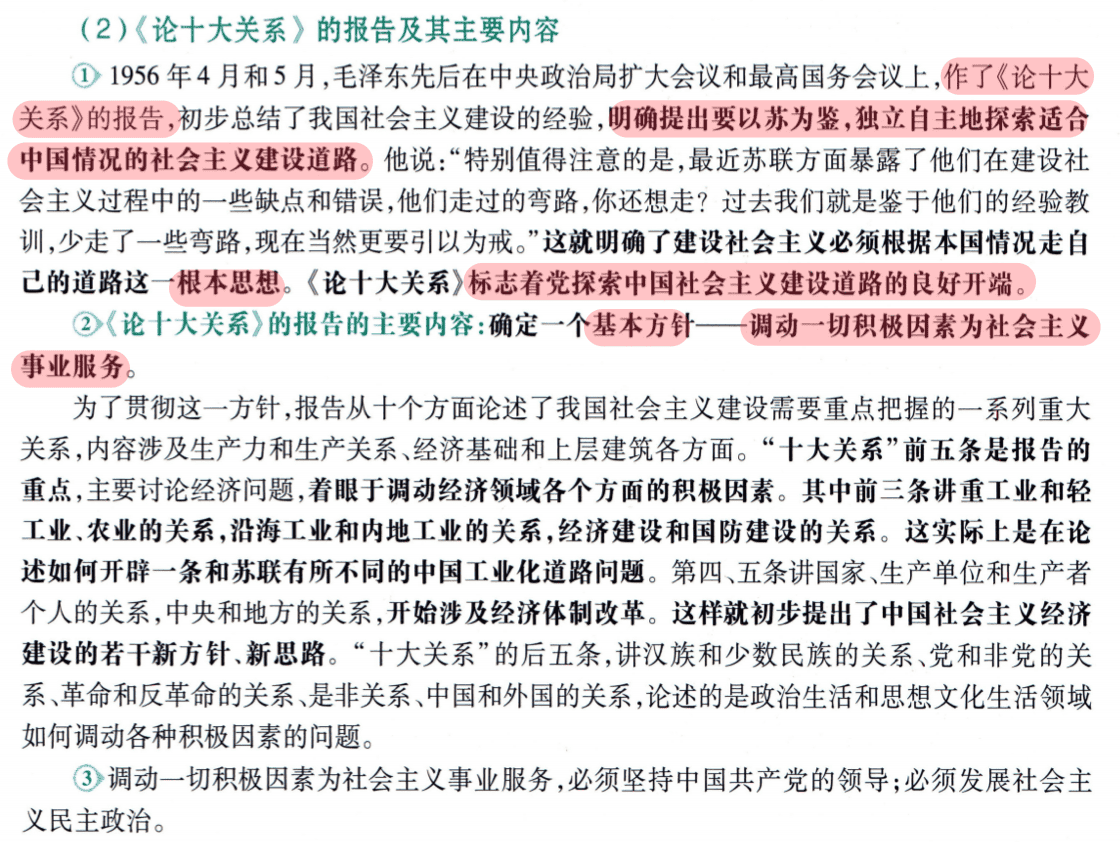 (2)《论十大关系》的报告及其主要内容
① 1956年4月和5月,毛泽东先后在中央政治局扩大会议和最高国务会议上,作了《论十大
关系》的报告,初步总结了我国社会主义建设的经验,明确提出要以苏为鉴,独立自主地探索适合
中国情况的社会主义建设道路。他说:“特别值得注意的是,最近苏联方面暴露了他们在建设社
会主义过程中的一些缺点和错误,他们走过的弯路,你还想走? 过去我们就是鉴于他们的经验教
训,少走了一些弯路,现在当然更要引以为戒。”这就明确了建设社会主义必须根据本国情况走自
己的道路这一根本思想。《论十大关系》标志着党探索中国社会主义建设道路的良好开端。
②《论十大关系》的报告的主要内容:确定一个基本方针——调动一切积极因素为社会主义
事业服务。
为了贯彻这一方针,报告从十个方面论述了我国社会主义建设需要重点把握的一系列重大
关系,内容涉及生产力和生产关系、经济基础和上层建筑各方面。“十大关系”前五条是报告的
重点,主要讨论经济问题,着眼于调动经济领域各个方面的积极因素。其中前三条讲重工业和轻
工业、农业的关系,沿海工业和内地工业的关系,经济建设和国防建设的关系。这实际上是在论
述如何开辟一条和苏联有所不同的中国工业化道路问题。第四、五条讲国家、生产单位和生产者
个人的关系,中央和地方的关系,开始涉及经济体制改革。这样就初步提出了中国社会主义经济
建设的若干新方针、新思路。“十大关系”的后五条,讲汉族和少数民族的关系、党和非党的关
系、革命和反革命的关系、是非关系、中国和外国的关系,论述的是政治生活和思想文化生活领域
如何调动各种积极因素的问题。
③ 调动一切积极因素为社会主义事业服务,必须坚持中国共产党的领导;必须发展社会主
义民主政治。